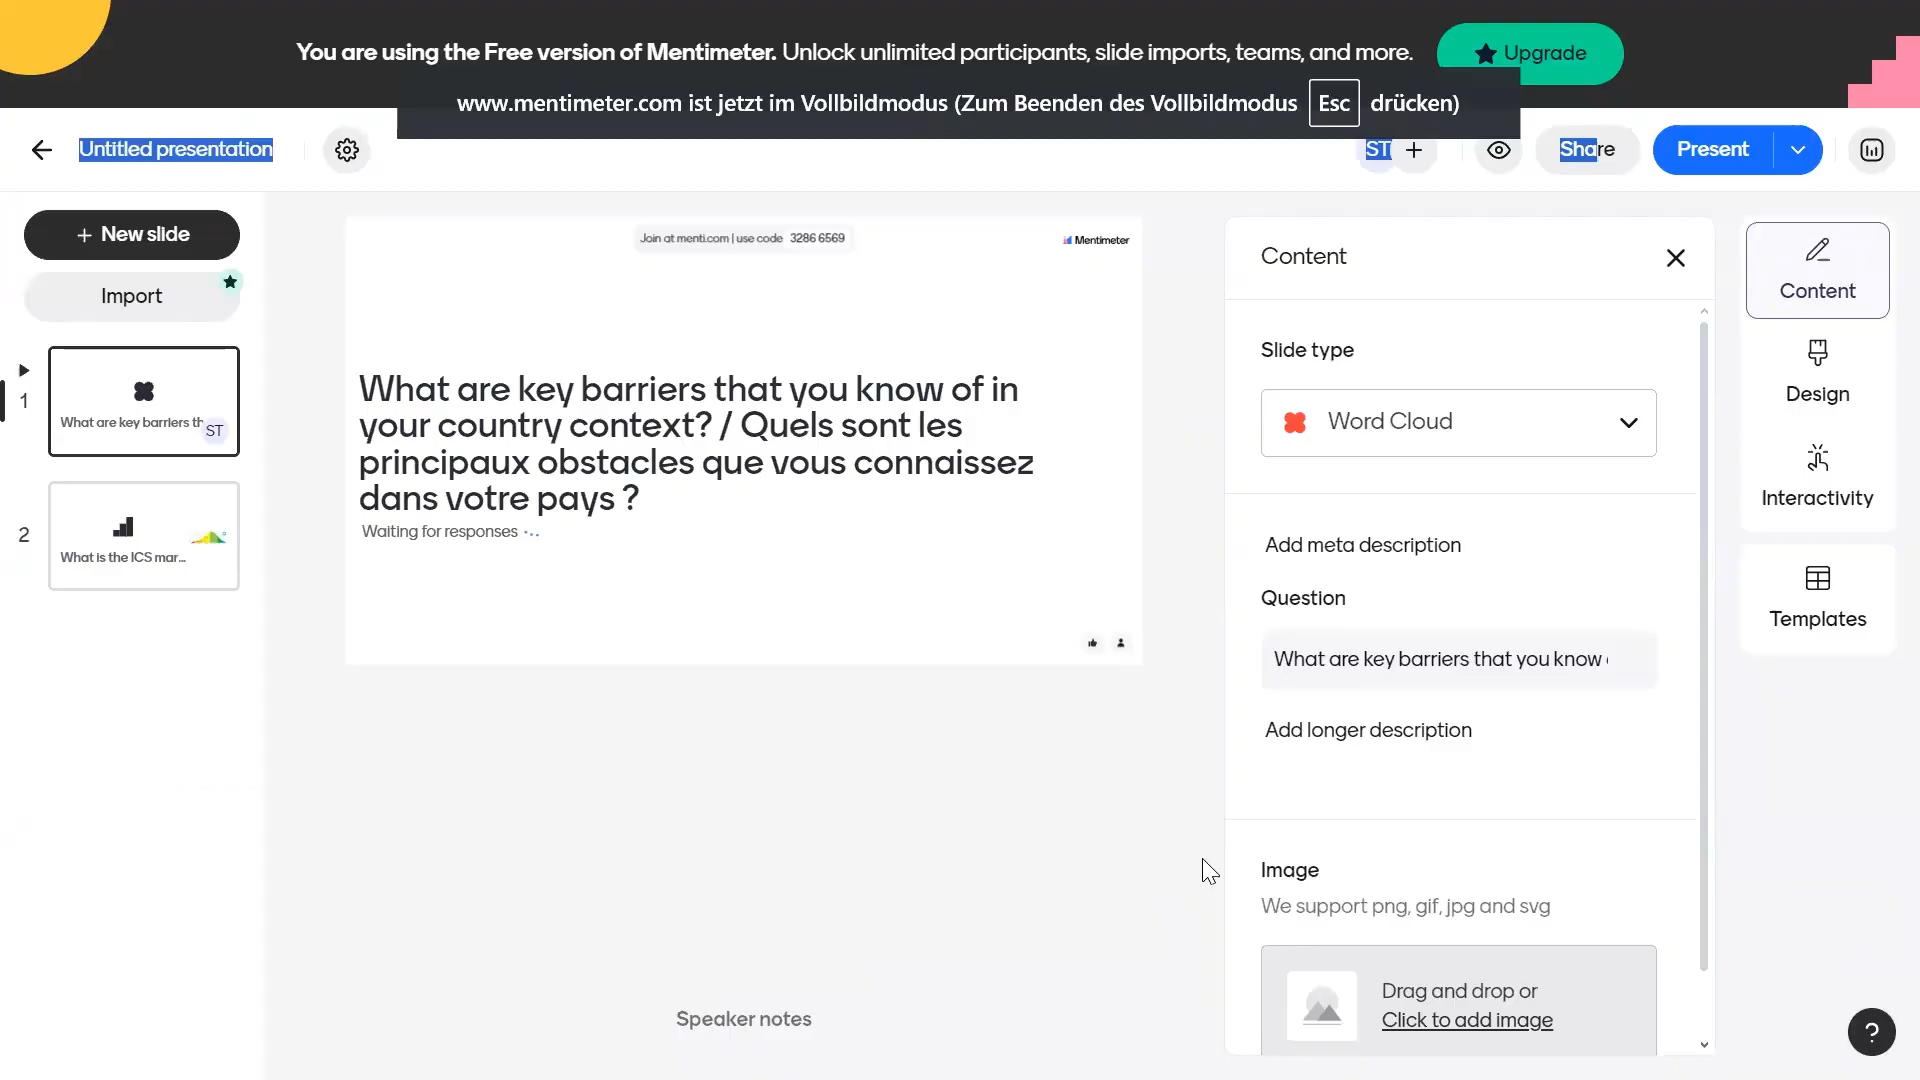 You are using the Free version of Mentimeter. Unlock unlimited participants, slide imports, teams, and more.
Upgrade
www.mentimeter.com ist jetzt im Vollbildmodus (Zum Beenden des Vollbildmodus Esc drücken)
Untitled presentation
ST
Share
Present
New slide
Import
1
What are key barriers th
ST
2
What is the ICS mar...
Join at menti.com | use code 3286 6569
Mentimeter
What are key barriers that you know of in
your country context? / Quels sont les
principaux obstacles que vous connaissez
dans votre pays ?
Waiting for responses
Speaker notes
Content
Slide type
Word Cloud
Add meta description
Question
What are key barriers that you know
Add longer description
Image
We support png, gif, jpg and svg
Drag and drop or
Click to add image
Content
Design
Interactivity
Templates
?